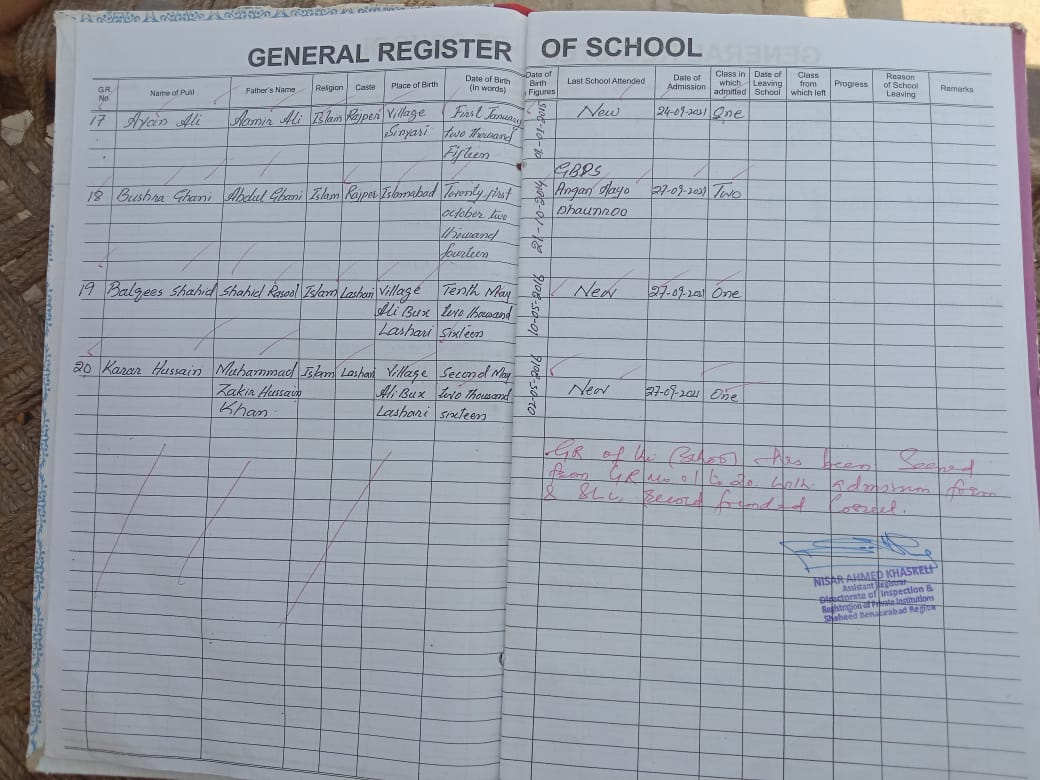 GENERAL REGISTER OF SCHOOL
G.R. No. Name of Pupil Father's Name Religion Caste Place of Birth Date of Birth (In words) Date of Birth Figures Last School Attended Date of Admission Class in which admitted Date of Leaving School Class from which left Progress Reason of School Leaving Remarks
17 Ayan Ali Aamir Ali Islam Rajper Village First January 01-01-2015 New 24-09-2021 One
Sinyari two thousand
Fifteen
GBPS
18 Bushra Ghani Abdul Ghani Islam Rajper Islamabad Twenty first 21-10-2014 Angan dayo 27-09-2021 Two
october two Dhaunroo
thousand
fourteen
19 Balqees Shahid Shahid Rasool Islam Lashari Village Tenth May 10-05-2016 New 27-09-2021 One
Ali Bux two thousand
Lashari sixteen
20 Karar Hussain Muhammad Islam Lashari Village Second May 02-05-2016
Zakir Hussain Ali Bux two thousand New 27-09-2021 One
Khan Lashari sixteen
GR of the School has been
from GR No 01 to 20 with admission form
& SLC record correct.
NISAR AHMED KHASKELI
Assistant Registrar
Directorate of Inspection &
Registration of Private Institutions
Shaheed Benazirabad Region